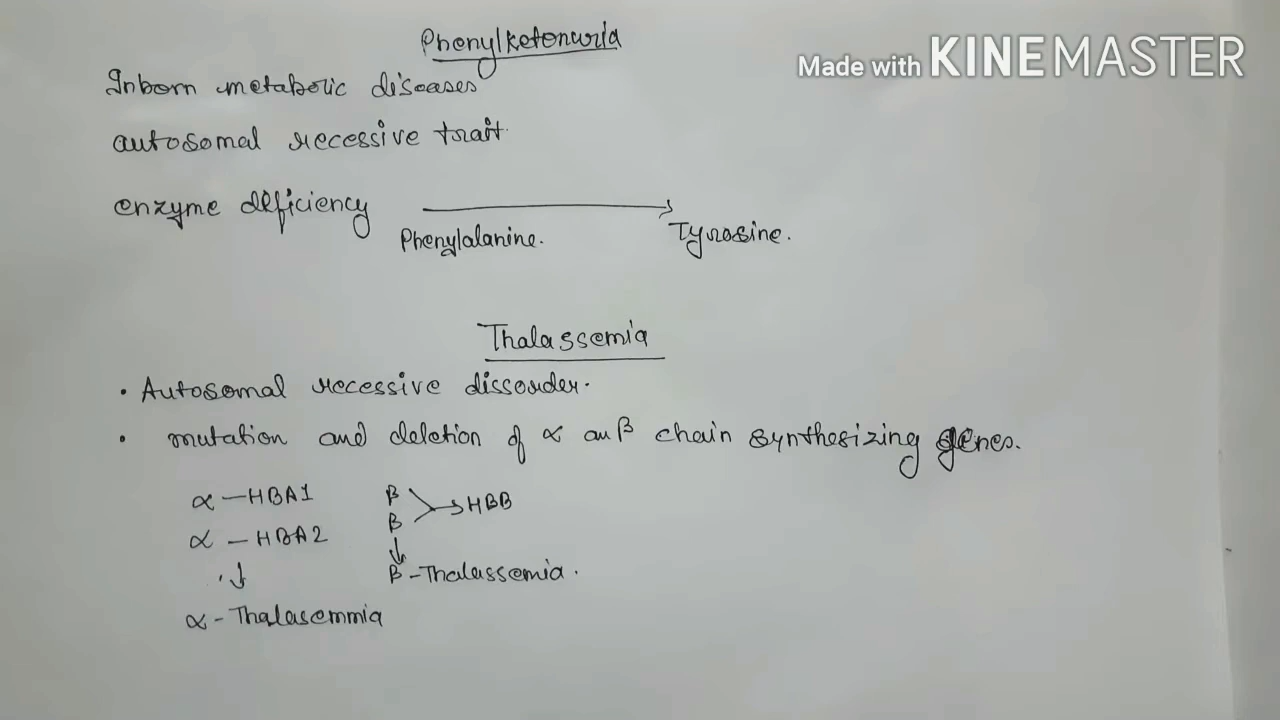 Phenylketonuria
Made with KINEMASTER
Inborn metabolic diseases
autosomal recessive trait.
enzyme deficiency
Phenylalanine. → Tyrosine.
Thalassemia
• Autosomal recessive dissorder.
• mutation and deletion of α an β chain synthesizing genes.
α — HBA1 β
α — HBA2 β → HBB
↓ ↓
β - Thalassemia.
α - Thalasemmia